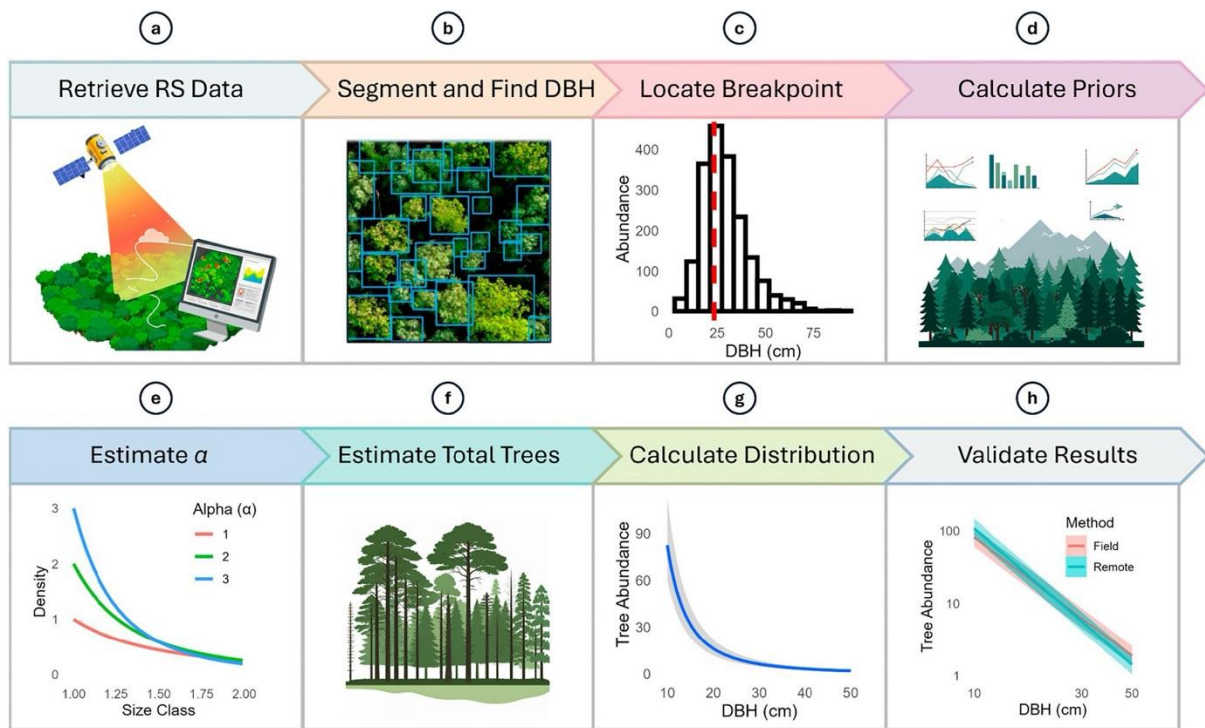 a
b
c
d
Retrieve RS Data
Segment and Find DBH
Locate Breakpoint
Calculate Priors
400
300
200
100
0
Abundance
0 25 50 75
DBH (cm)
e
f
g
h
Estimate α
Estimate Total Trees
Calculate Distribution
Validate Results
3
2
1
0
Density
Alpha (α)
1
2
3
1.00 1.25 1.50 1.75 2.00
Size Class
90
60
30
0
Tree Abundance
10 20 30 40 50
DBH (cm)
100
10
1
Tree Abundance
Method
Field
Remote
10 30 50
DBH (cm)